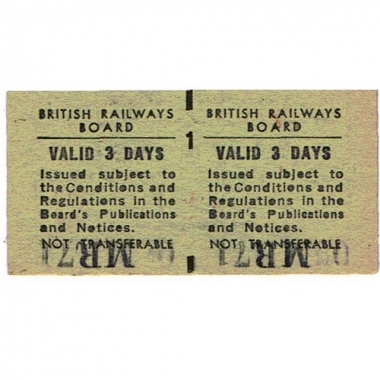 BRITISH RAILWAYS
BOARD
VALID 3 DAYS
Issued subject to
the Conditions and
Regulations in the
Board's Publications
and Notices.
NOT TRANSFERABLE
MR71
1
BRITISH RAILWAYS
BOARD
VALID 3 DAYS
Issued subject to
the Conditions and
Regulations in the
Board's Publications
and Notices.
NOT TRANSFERABLE
MR71